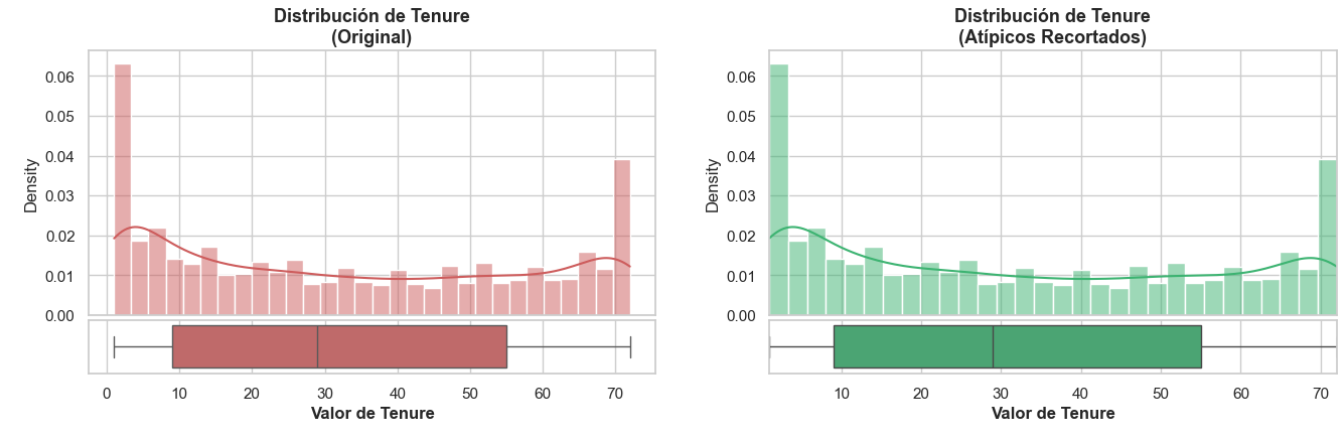 Distribución de Tenure
(Original)
Density
0.06
0.05
0.04
0.03
0.02
0.01
0.00
0 10 20 30 40 50 60 70
Valor de Tenure
Distribución de Tenure
(Atípicos Recortados)
Density
0.06
0.05
0.04
0.03
0.02
0.01
0.00
10 20 30 40 50 60 70
Valor de Tenure